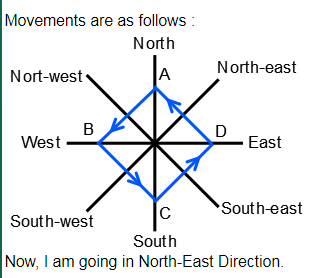 Movements are as follows :
North
Nort-west
A
North-east
B
D
West
East
C
South-west
South-east
South
Now, I am going in North-East Direction.